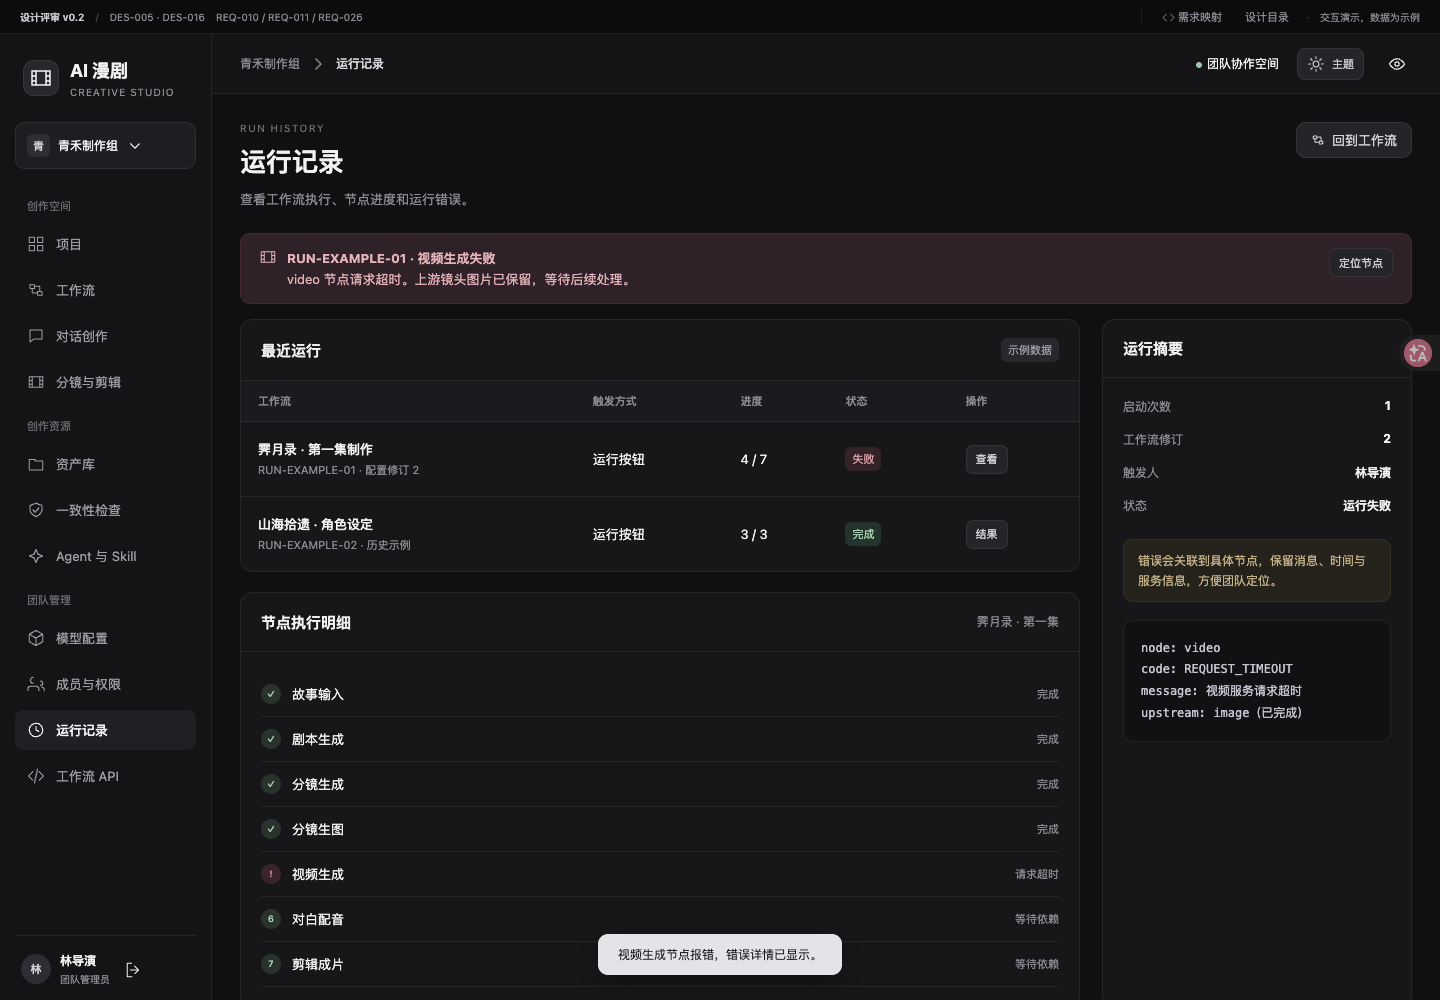 设计评审 v0.2 / DES-005 · DES-016 REQ-010 / REQ-011 / REQ-026
需求映射 设计目录 · 交互演示，数据为示例
AI 漫剧
CREATIVE STUDIO
青 青禾制作组
创作空间
项目
工作流
对话创作
分镜与剪辑
创作资源
资产库
一致性检查
Agent 与 Skill
团队管理
模型配置
成员与权限
运行记录
工作流 API
林 林导演
团队管理员
青禾制作组 运行记录
团队协作空间 主题
RUN HISTORY
运行记录
查看工作流执行、节点进度和运行错误。
回到工作流
RUN-EXAMPLE-01 · 视频生成失败
video 节点请求超时。上游镜头图片已保留，等待后续处理。
定位节点
最近运行 示例数据
工作流 触发方式 进度 状态 操作
霁月录 · 第一集制作
RUN-EXAMPLE-01 · 配置修订 2
运行按钮 4 / 7 失败 查看
山海拾遗 · 角色设定
RUN-EXAMPLE-02 · 历史示例
运行按钮 3 / 3 完成 结果
节点执行明细 霁月录 · 第一集
故事输入 完成
剧本生成 完成
分镜生成 完成
分镜生图 完成
! 视频生成 请求超时
6 对白配音 等待依赖
7 剪辑成片 等待依赖
运行摘要
启动次数 1
工作流修订 2
触发人 林导演
状态 运行失败
错误会关联到具体节点，保留消息、时间与
服务信息，方便团队定位。
node: video
code: REQUEST_TIMEOUT
message: 视频服务请求超时
upstream: image（已完成）
视频生成节点报错，错误详情已显示。